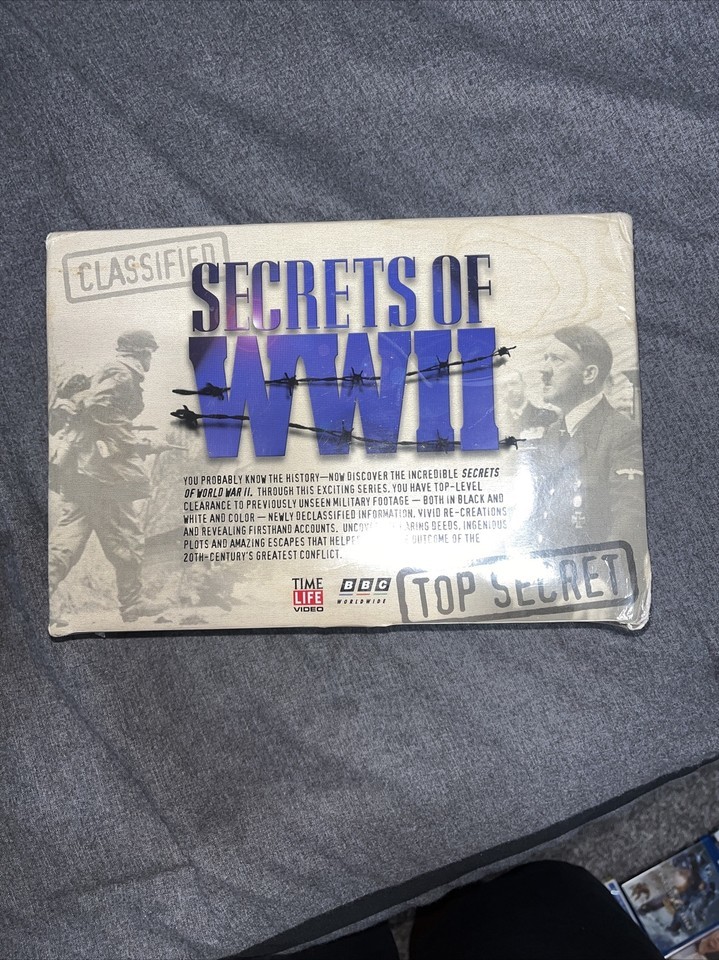 CLASSIFIED
SECRETS OF
WWII
YOU PROBABLY KNOW THE HISTORY—NOW DISCOVER THE INCREDIBLE SECRETS
OF WORLD WAR II. THROUGH THIS EXCITING SERIES, YOU HAVE TOP-LEVEL
CLEARANCE TO PREVIOUSLY UNSEEN MILITARY FOOTAGE — BOTH IN BLACK AND
WHITE AND COLOR — NEWLY DECLASSIFIED INFORMATION, VIVID RE-CREATIONS
AND REVEALING FIRSTHAND ACCOUNTS. DEEDS, INGENIOUS
PLOTS AND AMAZING ESCAPES THAT OUTCOME OF THE
20TH-CENTURY'S GREATEST CONFLICT.
TIME
LIFE
VIDEO
BBC
WORLDWIDE
TOP SECRET